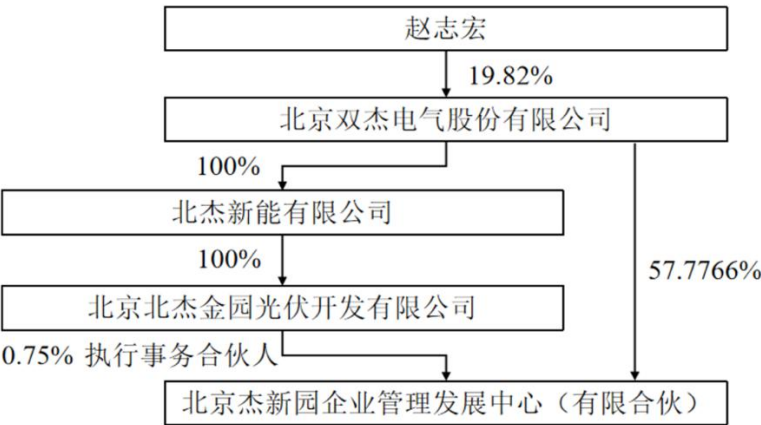 赵志宏
19.82%
北京双杰电气股份有限公司
100%
北杰新能有限公司
100%
57.7766%
北京北杰金园光伏开发有限公司
0.75% 执行事务合伙人
北京杰新园企业管理发展中心（有限合伙）